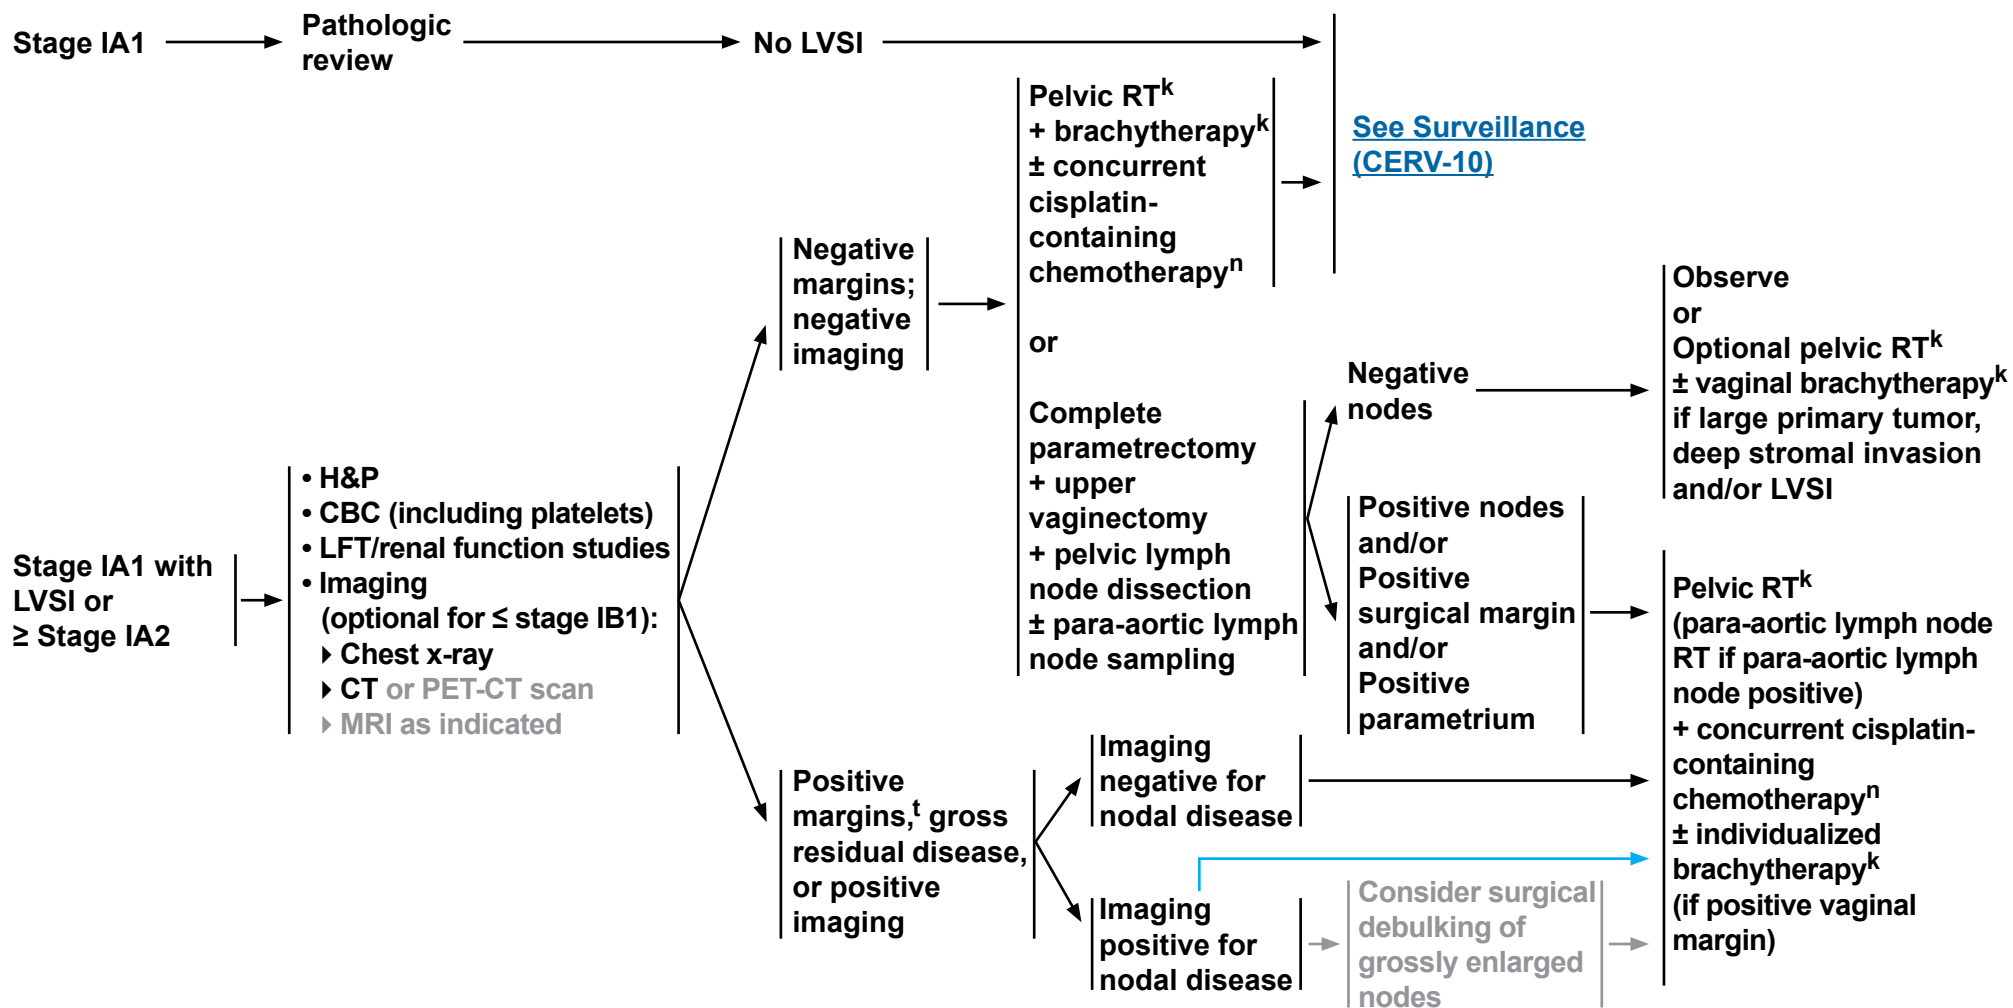 Stage IA1
Pathologic
review
No LVSI
Pelvic RTk
+ brachytherapyk
± concurrent
cisplatin-
containing
chemotherapyn
or
Complete
parametrectomy
+ upper
vaginectomy
+ pelvic lymph
node dissection
± para-aortic lymph
node sampling
See Surveillance
(CERV-10)
Negative
margins;
negative
imaging
Negative
nodes
Observe
or
Optional pelvic RTk
± vaginal brachytherapyk
if large primary tumor,
deep stromal invasion
and/or LVSI
Stage IA1 with
LVSI or
≥ Stage IA2
• H&P
• CBC (including platelets)
• LFT/renal function studies
• Imaging
(optional for ≤ stage IB1):
Chest x-ray
CT or PET-CT scan
MRI as indicated
Positive nodes
and/or
Positive
surgical margin
and/or
Positive
parametrium
Pelvic RTk
(para-aortic lymph node
RT if para-aortic lymph
node positive)
+ concurrent cisplatin-
containing
chemotherapyn
± individualized
brachytherapyk
(if positive vaginal
margin)
Positive
margins,t gross
residual disease,
or positive
imaging
Imaging
negative for
nodal disease
Imaging
positive for
nodal disease
Consider surgical
debulking of
grossly enlarged
nodes